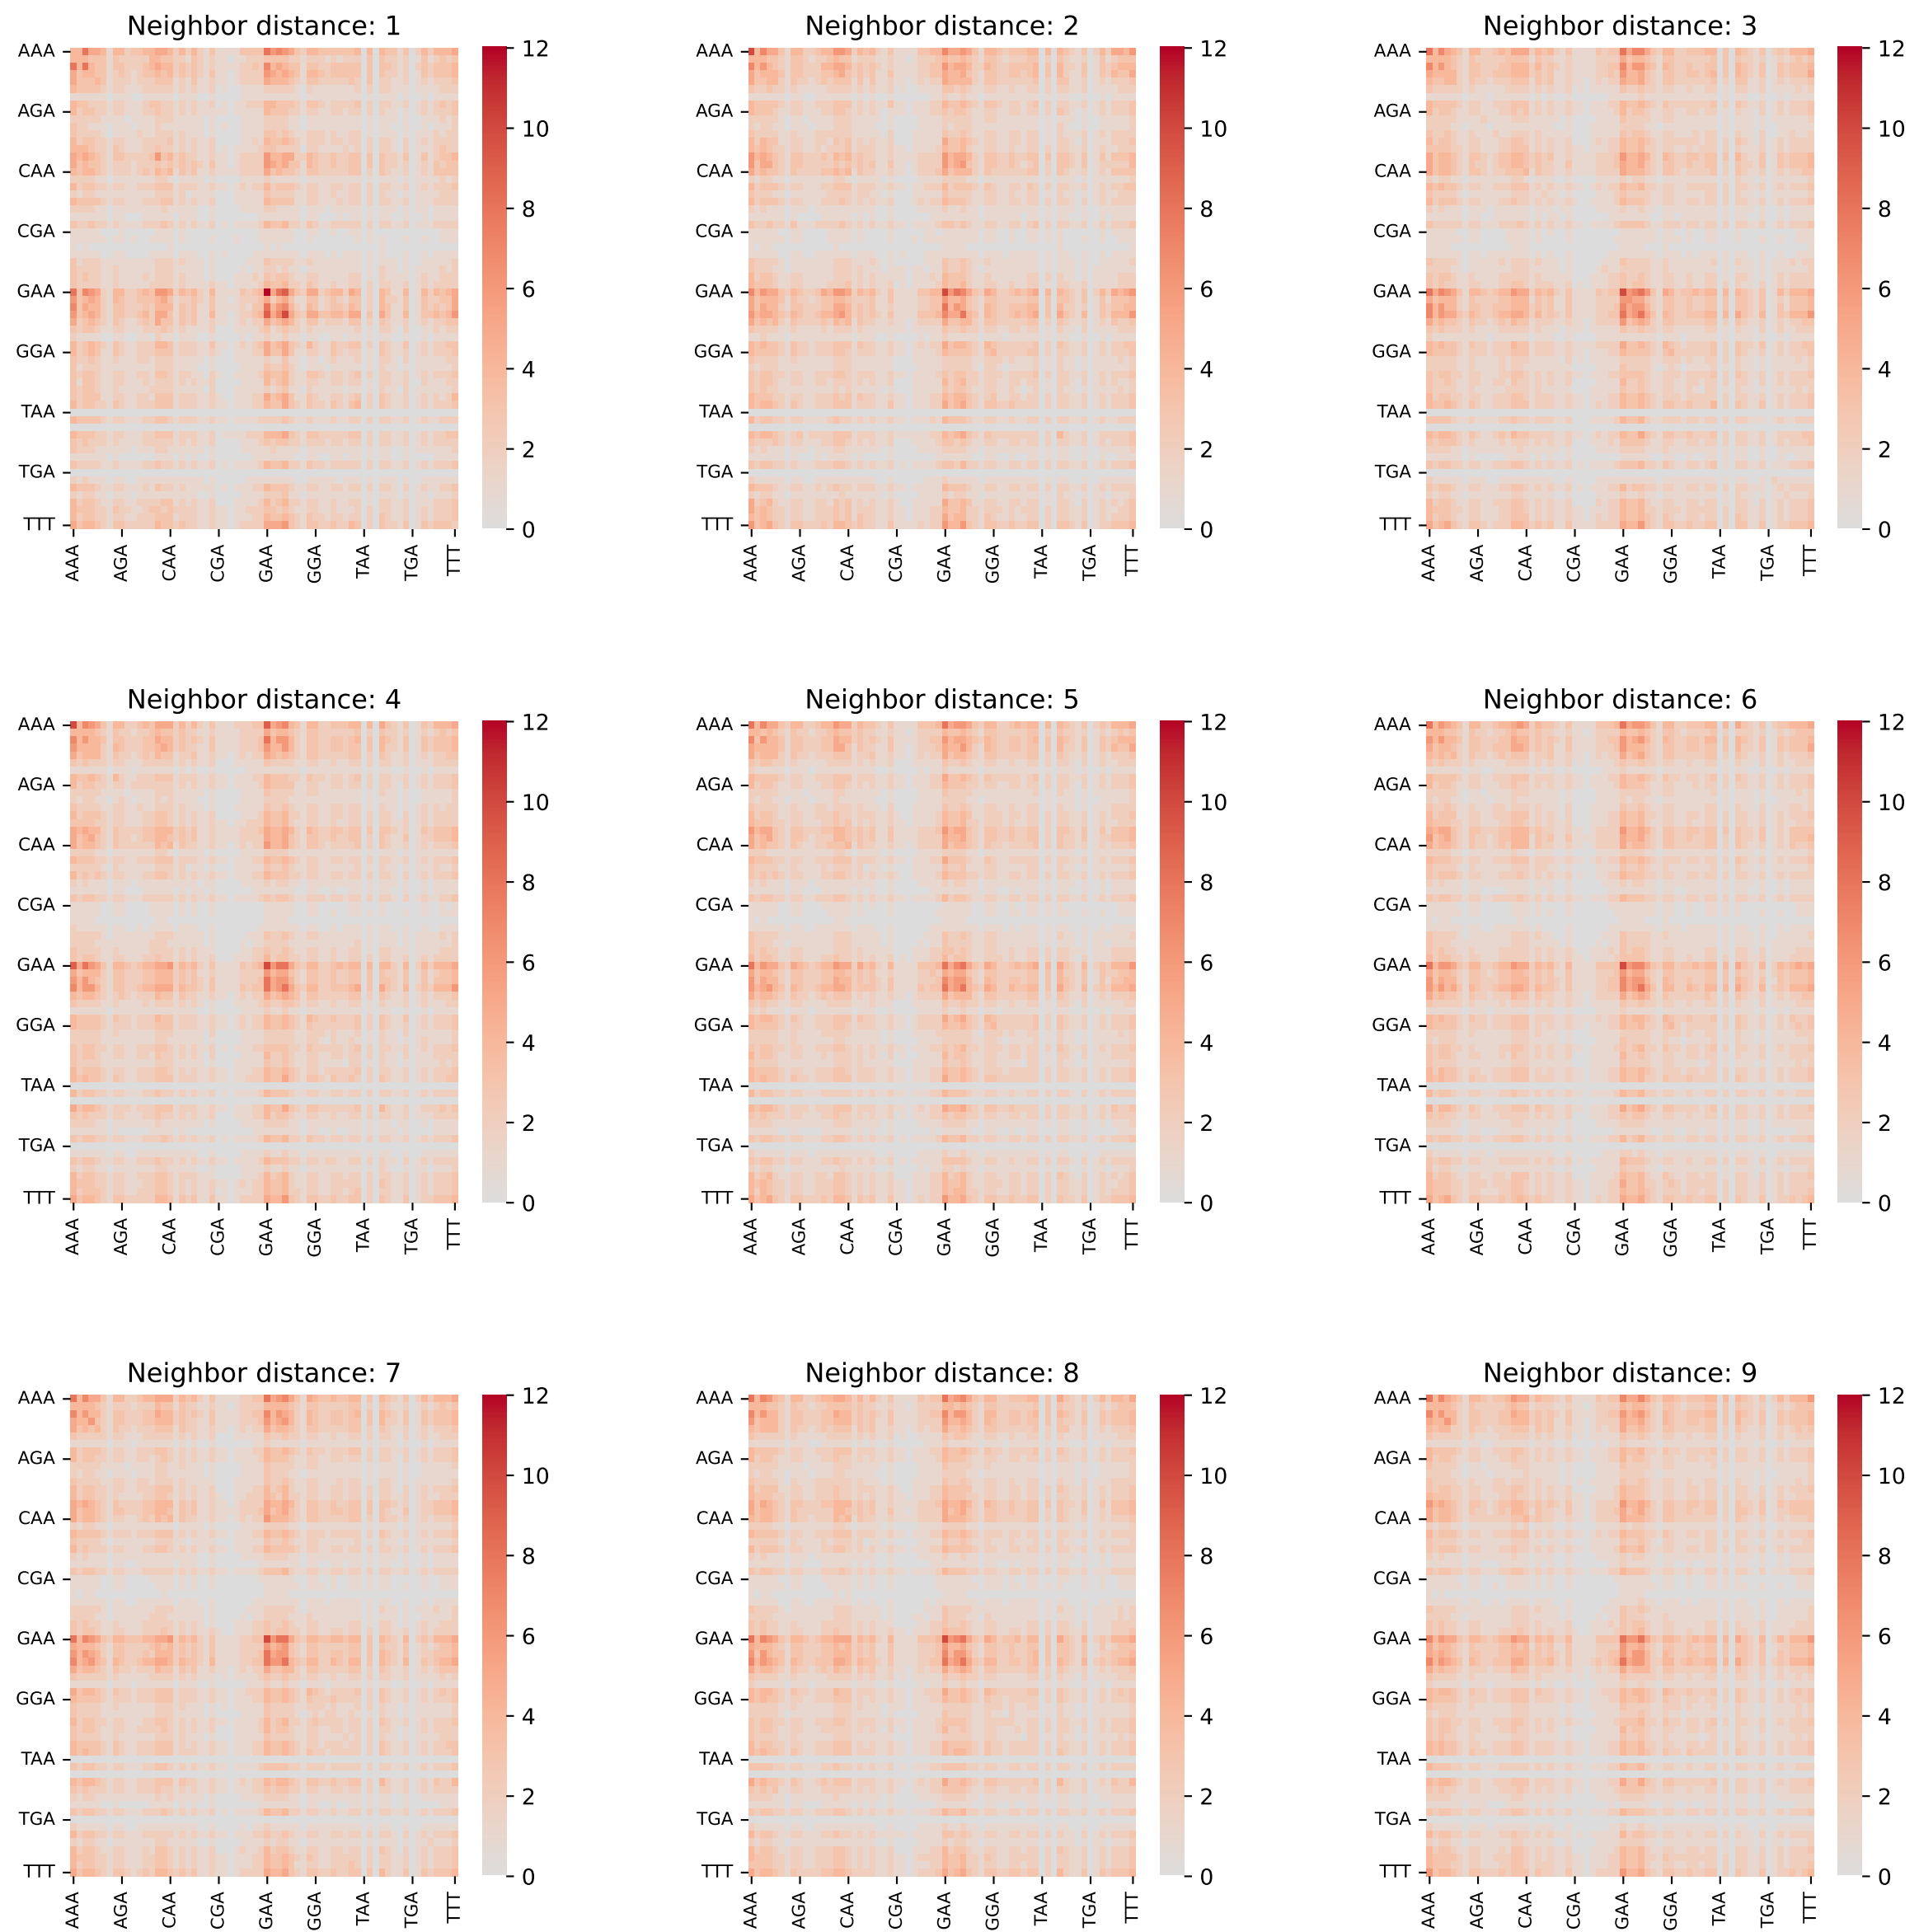 Neighbor distance: 1
AAA
AGA
CAA
CGA
GAA
GGA
TAA
TGA
TTT
AAA
AGA
CAA
CGA
GAA
GGA
TAA
TGA
TTT
12
10
8
6
4
2
0
Neighbor distance: 2
AAA
AGA
CAA
CGA
GAA
GGA
TAA
TGA
TTT
AAA
AGA
CAA
CGA
GAA
GGA
TAA
TGA
TTT
12
10
8
6
4
2
0
Neighbor distance: 3
AAA
AGA
CAA
CGA
GAA
GGA
TAA
TGA
TTT
AAA
AGA
CAA
CGA
GAA
GGA
TAA
TGA
TTT
12
10
8
6
4
2
0
Neighbor distance: 4
AAA
AGA
CAA
CGA
GAA
GGA
TAA
TGA
TTT
AAA
AGA
CAA
CGA
GAA
GGA
TAA
TGA
TTT
12
10
8
6
4
2
0
Neighbor distance: 5
AAA
AGA
CAA
CGA
GAA
GGA
TAA
TGA
TTT
AAA
AGA
CAA
CGA
GAA
GGA
TAA
TGA
TTT
12
10
8
6
4
2
0
Neighbor distance: 6
AAA
AGA
CAA
CGA
GAA
GGA
TAA
TGA
TTT
AAA
AGA
CAA
CGA
GAA
GGA
TAA
TGA
TTT
12
10
8
6
4
2
0
Neighbor distance: 7
AAA
AGA
CAA
CGA
GAA
GGA
TAA
TGA
TTT
AAA
AGA
CAA
CGA
GAA
GGA
TAA
TGA
TTT
12
10
8
6
4
2
0
Neighbor distance: 8
AAA
AGA
CAA
CGA
GAA
GGA
TAA
TGA
TTT
AAA
AGA
CAA
CGA
GAA
GGA
TAA
TGA
TTT
12
10
8
6
4
2
0
Neighbor distance: 9
AAA
AGA
CAA
CGA
GAA
GGA
TAA
TGA
TTT
AAA
AGA
CAA
CGA
GAA
GGA
TAA
TGA
TTT
12
10
8
6
4
2
0